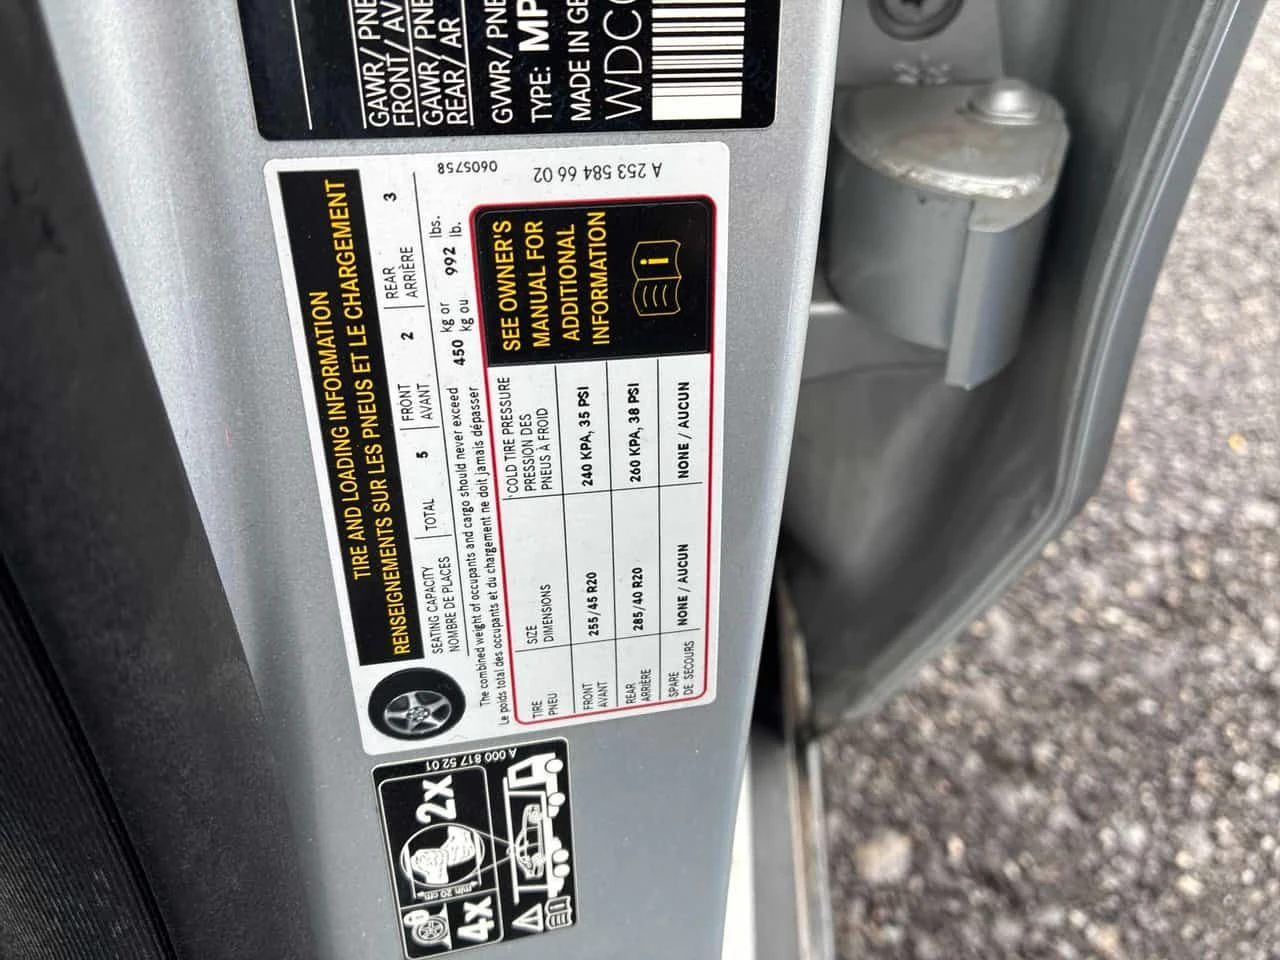 GAWR/ PNE
FRONT/ AV
GAWR/ PNE
REAR/ AR
GVWR/ PNE
TYPE: MP
MADE IN GE
WDC
TIRE AND LOADING INFORMATION
RENSEIGNEMENTS SUR LES PNEUS ET LE CHARGEMENT
SEATING CAPACITY TOTAL 5 FRONT 2 REAR 3
NOMBRE DE PLACES AVANT ARRIÈRE
The combined weight of occupants and cargo should never exceed 450 kg or 992 lbs.
Le poids total des occupants et du chargement ne doit jamais dépasser kg ou lb.
TIRE SIZE COLD TIRE PRESSURE
PNEU DIMENSIONS PRESSION DES
PNEUS À FROID
FRONT 255/45 R20 240 KPA, 35 PSI
AVANT
REAR 285/40 R20 260 KPA, 38 PSI
ARRIÈRE
SPARE NONE / AUCUN NONE / AUCUN
DE SECOURS
SEE OWNER'S
MANUAL FOR
ADDITIONAL
INFORMATION
i
0605758
A 253 584 66 02
A 000 817 52 01
2x
min 20 cm
4x